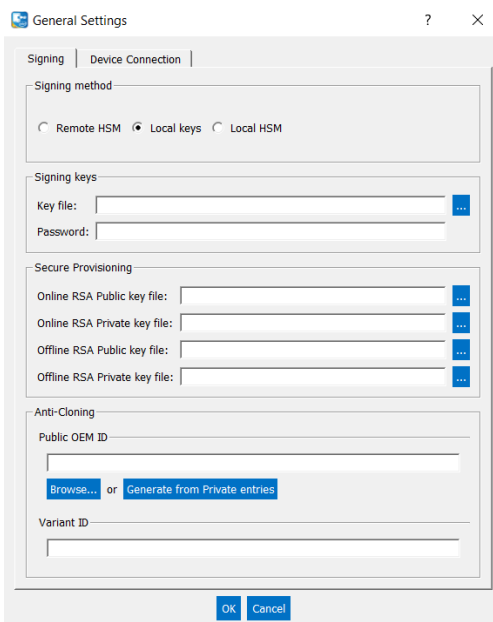 General Settings ? ×
Signing Device Connection
Signing method
Remote HSM Local keys Local HSM
Signing keys
Key file: ...
Password:
Secure Provisioning
Online RSA Public key file: ...
Online RSA Private key file: ...
Offline RSA Public key file: ...
Offline RSA Private key file: ...
Anti-Cloning
Public OEM ID
Browse... or Generate from Private entries
Variant ID
OK Cancel